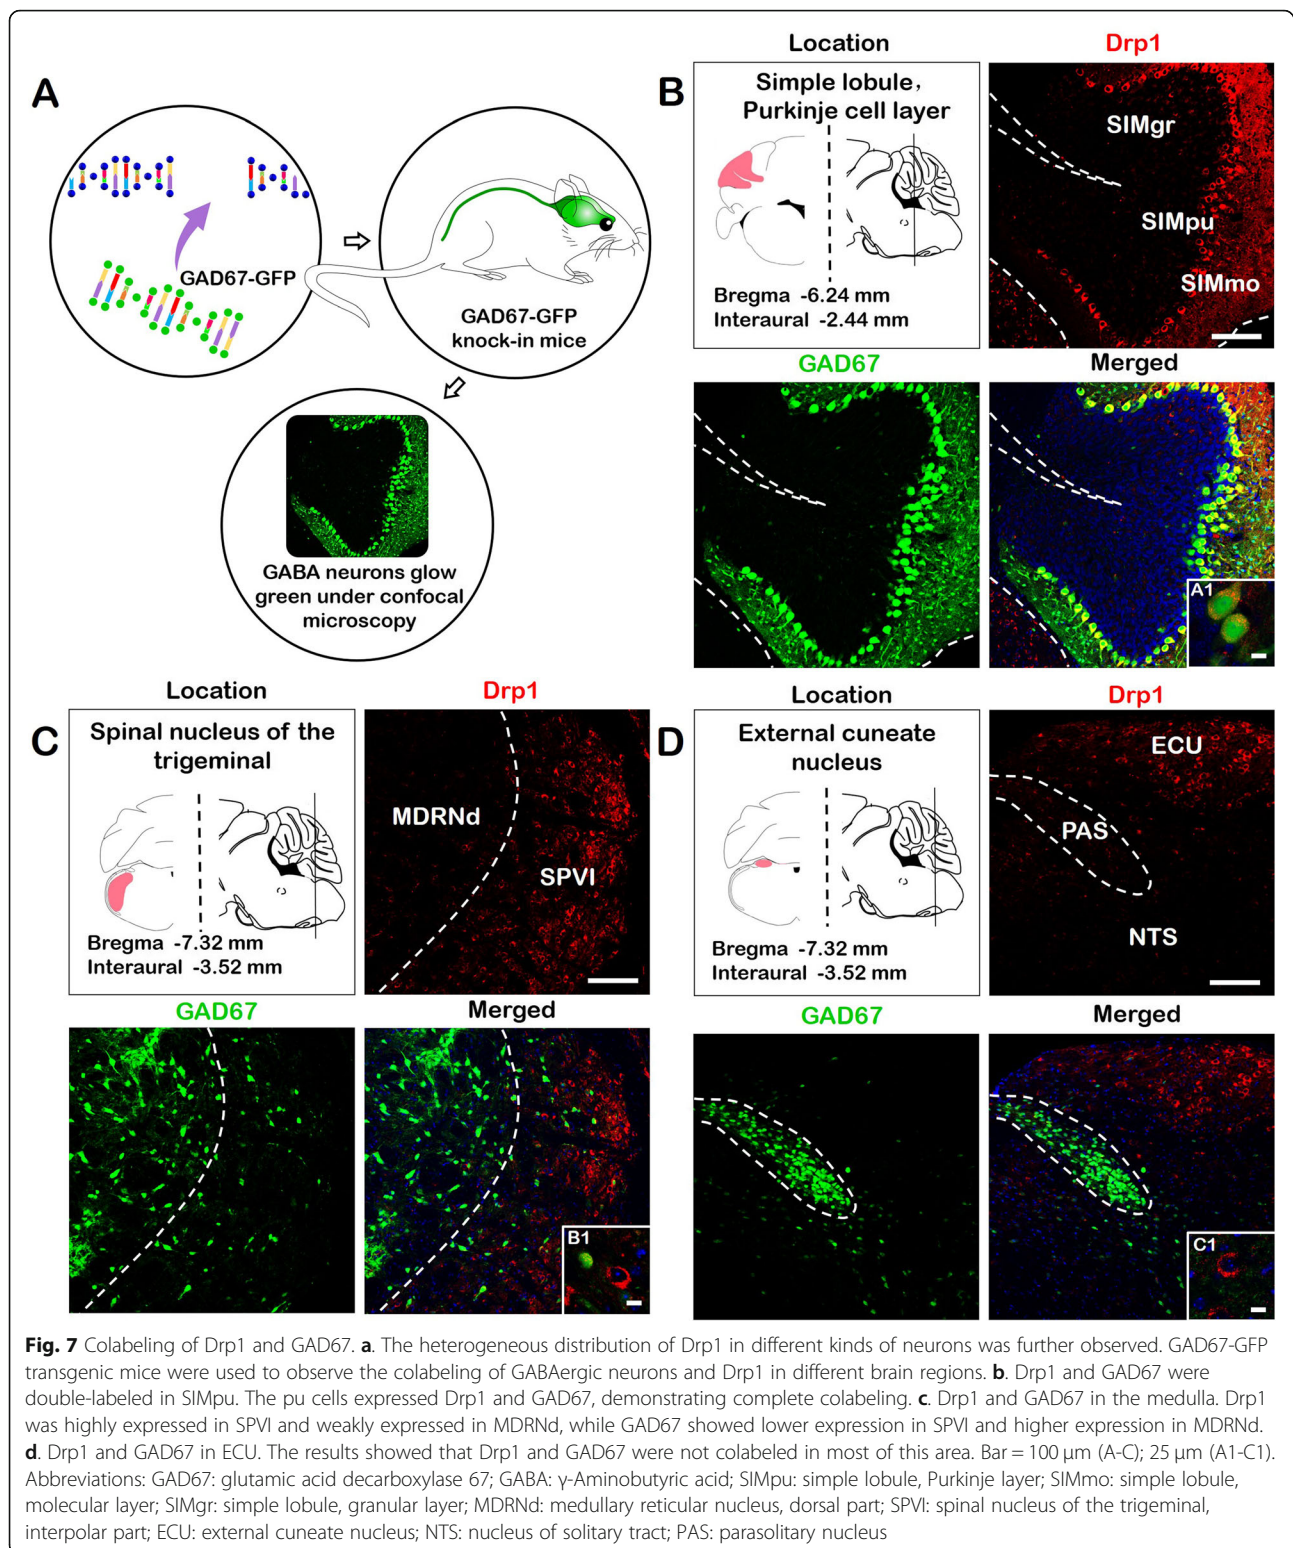 A
GAD67-GFP
GAD67-GFP
knock-in mice
GABA neurons glow
green under confocal
microscopy
B
Location
Drp1
Simple lobule,
Purkinje cell layer
Bregma -6.24 mm
Interaural -2.44 mm
SIMgr
SIMpu
SIMmo
GAD67
Merged
A1
C
Location
Drp1
Spinal nucleus of the
trigeminal
Bregma -7.32 mm
Interaural -3.52 mm
MDRNd
SPVI
GAD67
Merged
B1
D
Location
Drp1
External cuneate
nucleus
Bregma -7.32 mm
Interaural -3.52 mm
ECU
PAS
NTS
GAD67
Merged
C1
Fig. 7 Colabeling of Drp1 and GAD67. a. The heterogeneous distribution of Drp1 in different kinds of neurons was further observed. GAD67-GFP
transgenic mice were used to observe the colabeling of GABAergic neurons and Drp1 in different brain regions. b. Drp1 and GAD67 were
double-labeled in SIMpu. The pu cells expressed Drp1 and GAD67, demonstrating complete colabeling. c. Drp1 and GAD67 in the medulla. Drp1
was highly expressed in SPVI and weakly expressed in MDRNd, while GAD67 showed lower expression in SPVI and higher expression in MDRNd.
d. Drp1 and GAD67 in ECU. The results showed that Drp1 and GAD67 were not colabeled in most of this area. Bar = 100 μm (A-C); 25 μm (A1-C1).
Abbreviations: GAD67: glutamic acid decarboxylase 67; GABA: γ-Aminobutyric acid; SIMpu: simple lobule, Purkinje layer; SIMmo: simple lobule,
molecular layer; SIMgr: simple lobule, granular layer; MDRNd: medullary reticular nucleus, dorsal part; SPVI: spinal nucleus of the trigeminal,
interpolar part; ECU: external cuneate nucleus; NTS: nucleus of solitary tract; PAS: parasolitary nucleus